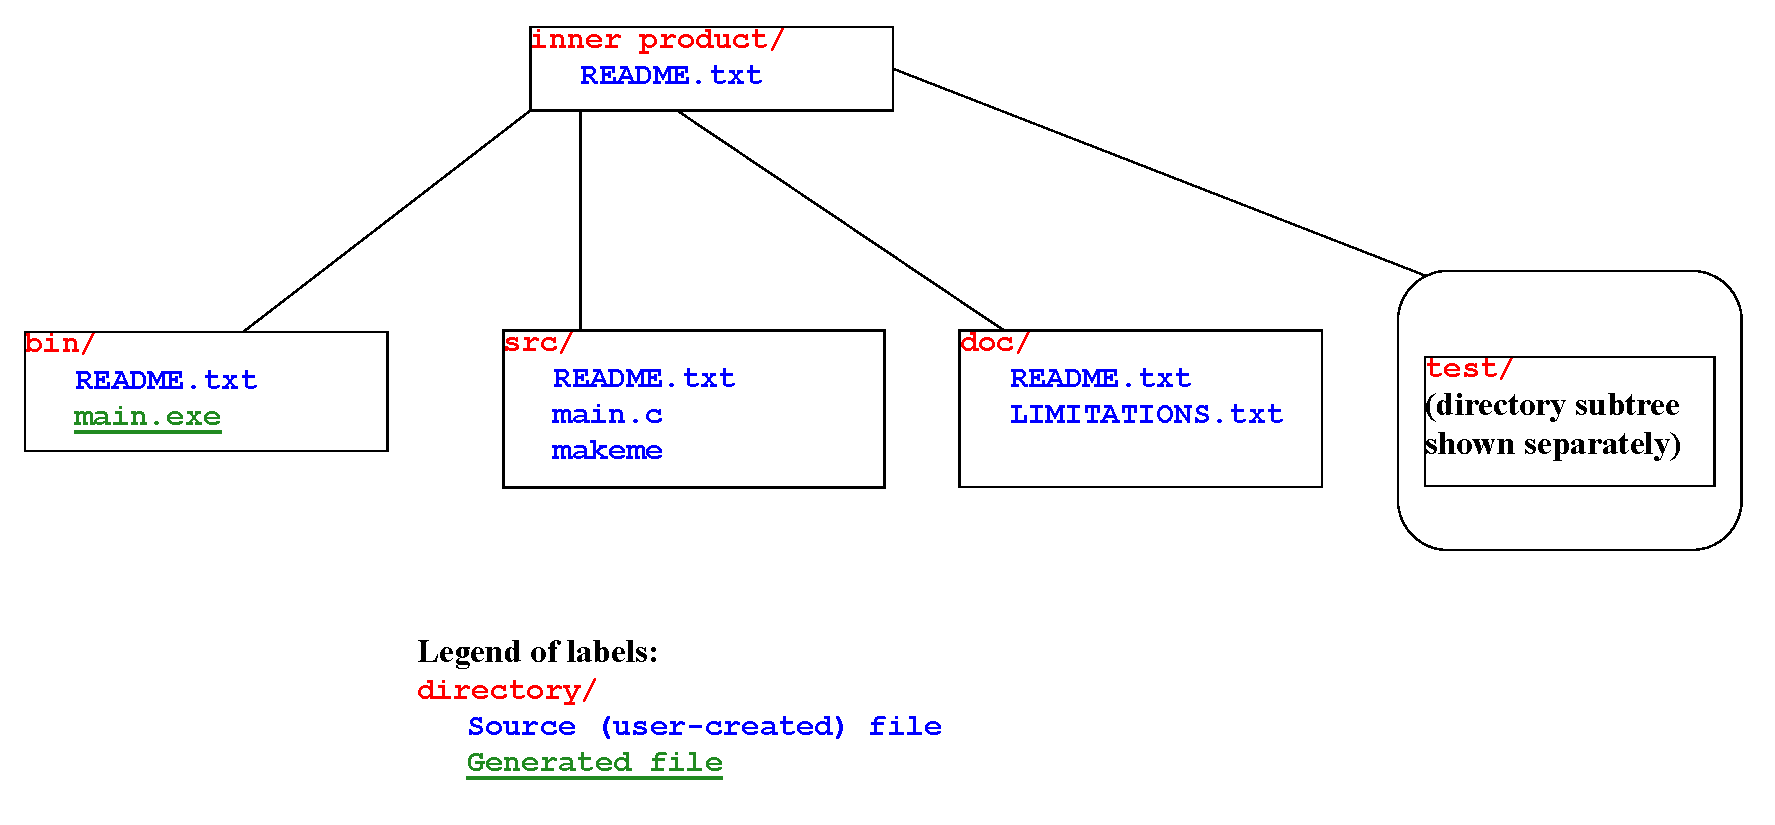 inner product/
README.txt
bin/
README.txt
main.exe
src/
README.txt
main.c
makeme
doc/
README.txt
LIMITATIONS.txt
test/
(directory subtree
shown separately)
Legend of labels:
directory/
Source (user-created) file
Generated file